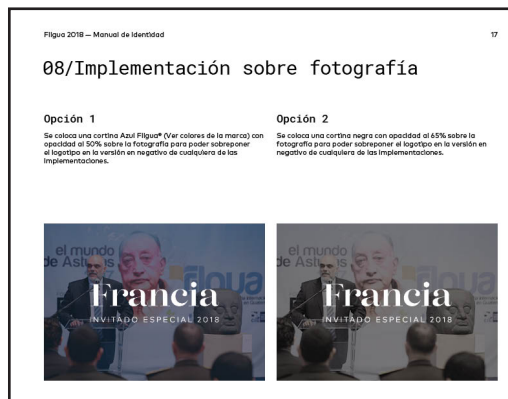 Filgua 2018 — Manual de Identidad
17
08/Implementación sobre fotografía
Opción 1
Se coloca una cortina Azul Filgua® (Ver colores de la marca) con
opacidad al 50% sobre la fotografía para poder sobreponer
el logotipo en la versión en negativo de cualquiera de las
implementaciones.
Opción 2
Se coloca una cortina negra con opacidad al 65% sobre la
fotografía para poder sobreponer el logotipo en la versión en
negativo de cualquiera de las implementaciones.
el mundo
de Asturias
filgua
Francia
INVITADO ESPECIAL 2018
el mundo
de Asturias
filgua
Francia
INVITADO ESPECIAL 2018